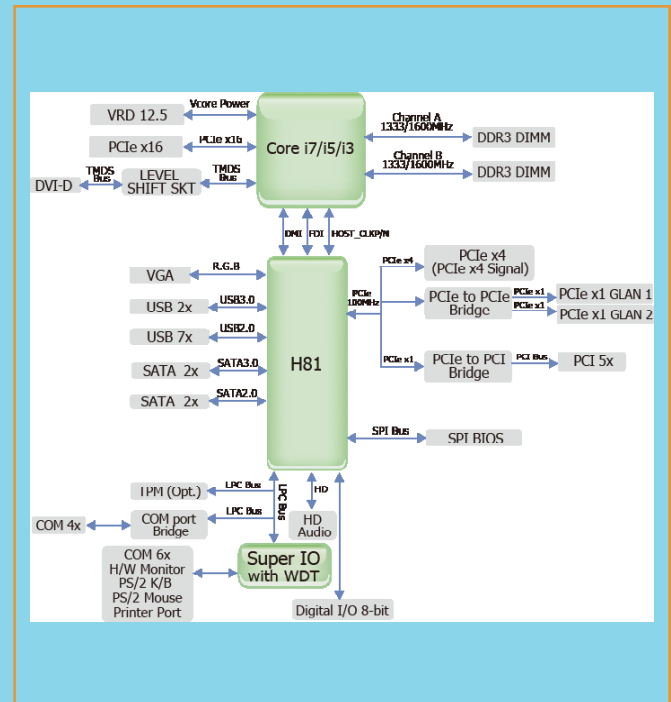 VRD 12.5
Vcore Power
PCIe x16
PCIe x16
DVI-D
TMDS
Bus
LEVEL
SHIFT SKT
TMDS
Bus
Core i7/i5/i3
Channel A
1333/1600MHz
DDR3 DIMM
Channel B
1333/1600MHz
DDR3 DIMM
DMI
FDI
HOST_CLKP/N
VGA
R.G.B
USB 2x
USB3.0
USB 7x
USB2.0
SATA 2x
SATA3.0
SATA 2x
SATA2.0
H81
PCIe
100MHz
PCIe x4
PCIe x4
(PCIe x4 Signal)
PCIe to PCIe
Bridge
PCIe x1
PCIe x1 GLAN 1
PCIe x1
PCIe x1 GLAN 2
PCIe x1
PCIe to PCI
Bridge
PCI Bus
PCI 5x
SPI Bus
SPI BIOS
TPM (Opt.)
LPC Bus
LPC Bus
HD
COM 4x
COM port
Bridge
LPC Bus
HD
Audio
COM 6x
H/W Monitor
PS/2 K/B
PS/2 Mouse
Printer Port
Super IO
with WDT
Digital I/O 8-bit